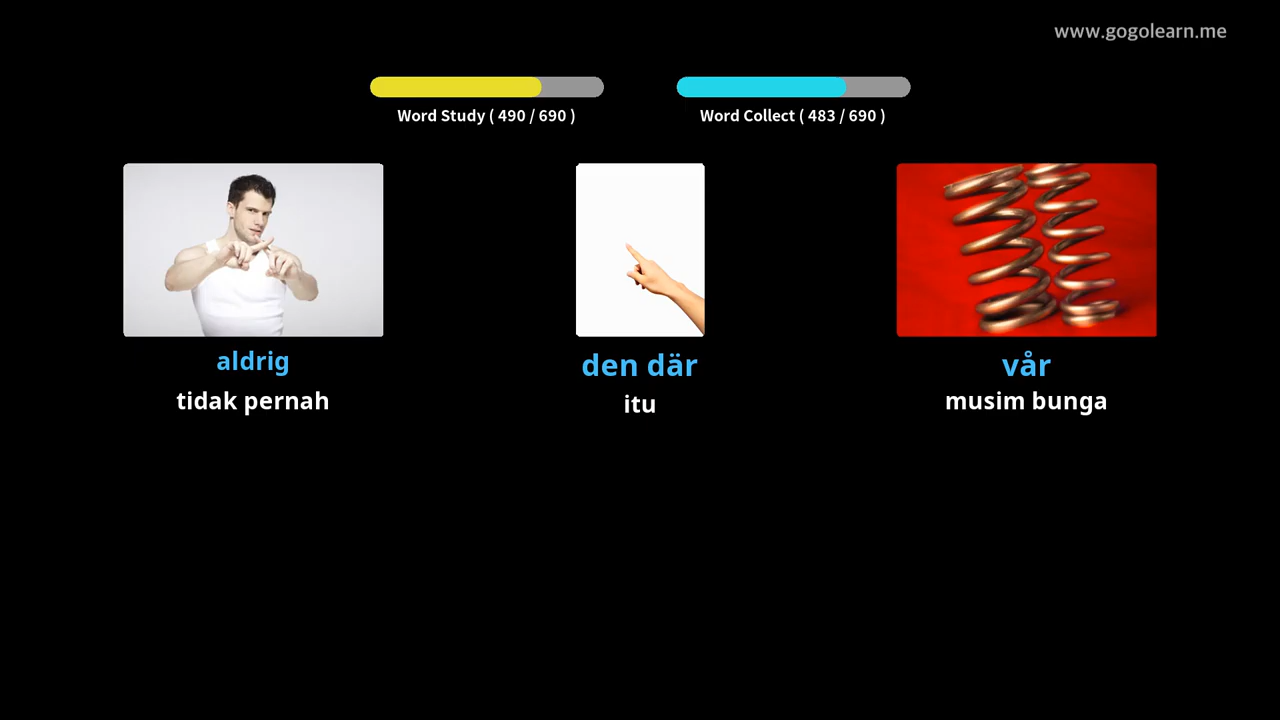 www.gogolearn.me
Word Study ( 490 / 690 )
Word Collect ( 483 / 690 )
aldrig
tidak pernah
den där
itu
vår
musim bunga